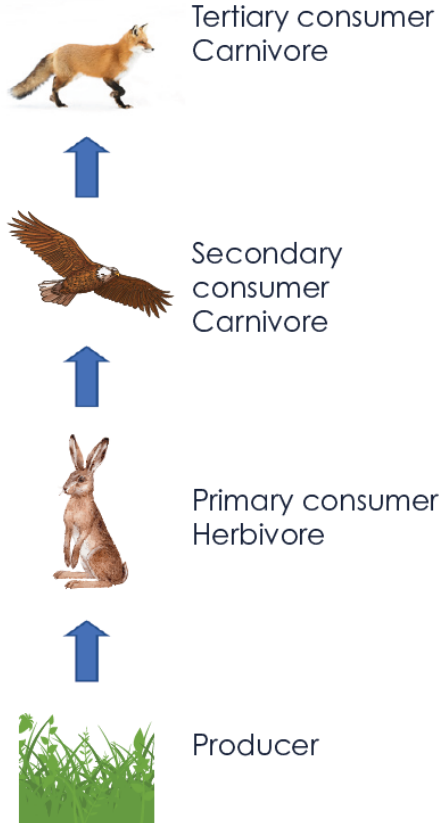 Tertiary consumer
Carnivore
Secondary
consumer
Carnivore
Primary consumer
Herbivore
Producer